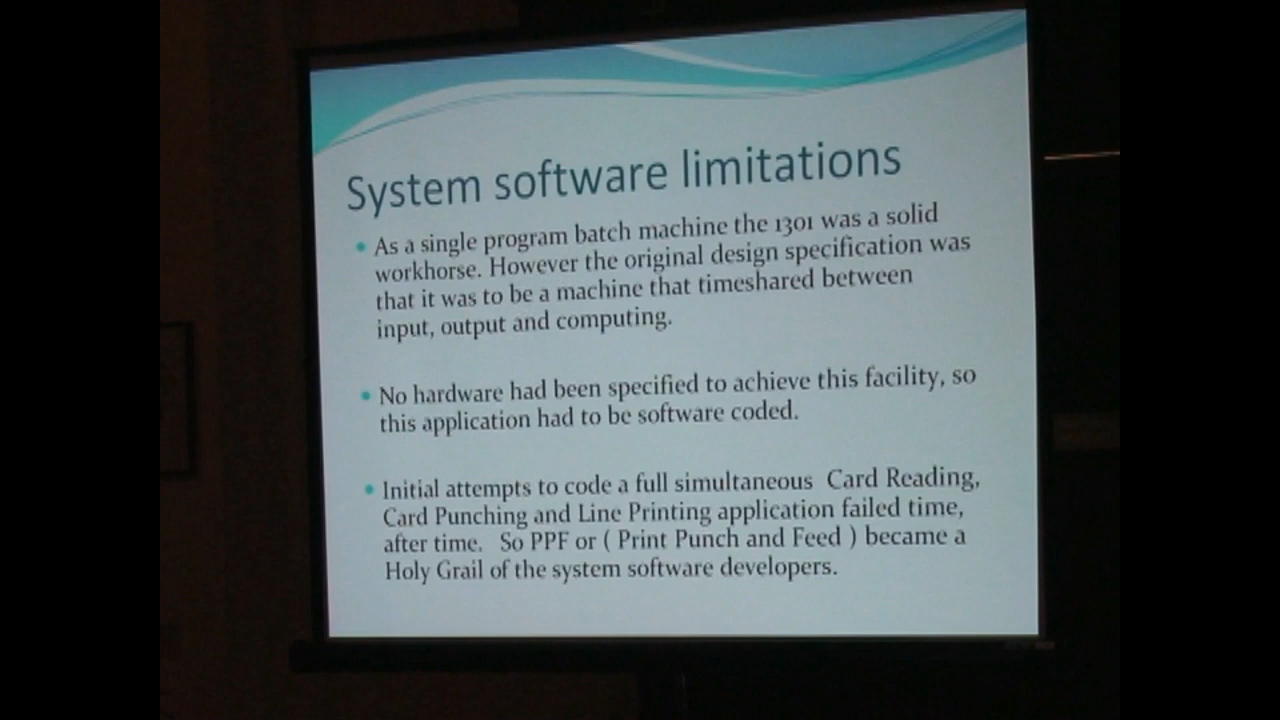 System software limitations
• As a single program batch machine the 1301 was a solid
workhorse. However the original design specification was
that it was to be a machine that timeshared between
input, output and computing.
• No hardware had been specified to achieve this facility, so
this application had to be software coded.
• Initial attempts to code a full simultaneous Card Reading,
Card Punching and Line Printing application failed time,
after time. So PPF or ( Print Punch and Feed ) became a
Holy Grail of the system software developers.